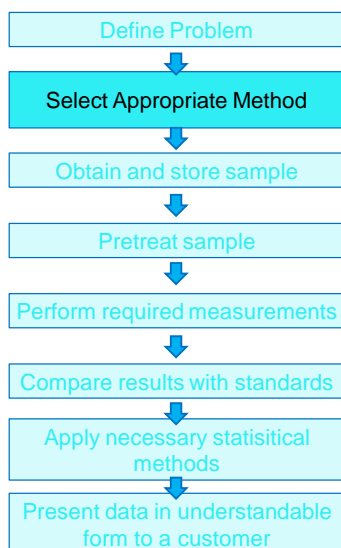 Define Problem
Select Appropriate Method
Obtain and store sample
Pretreat sample
Perform required measurements
Compare results with standards
Apply necessary statisitical
methods
Present data in understandable
form to a customer